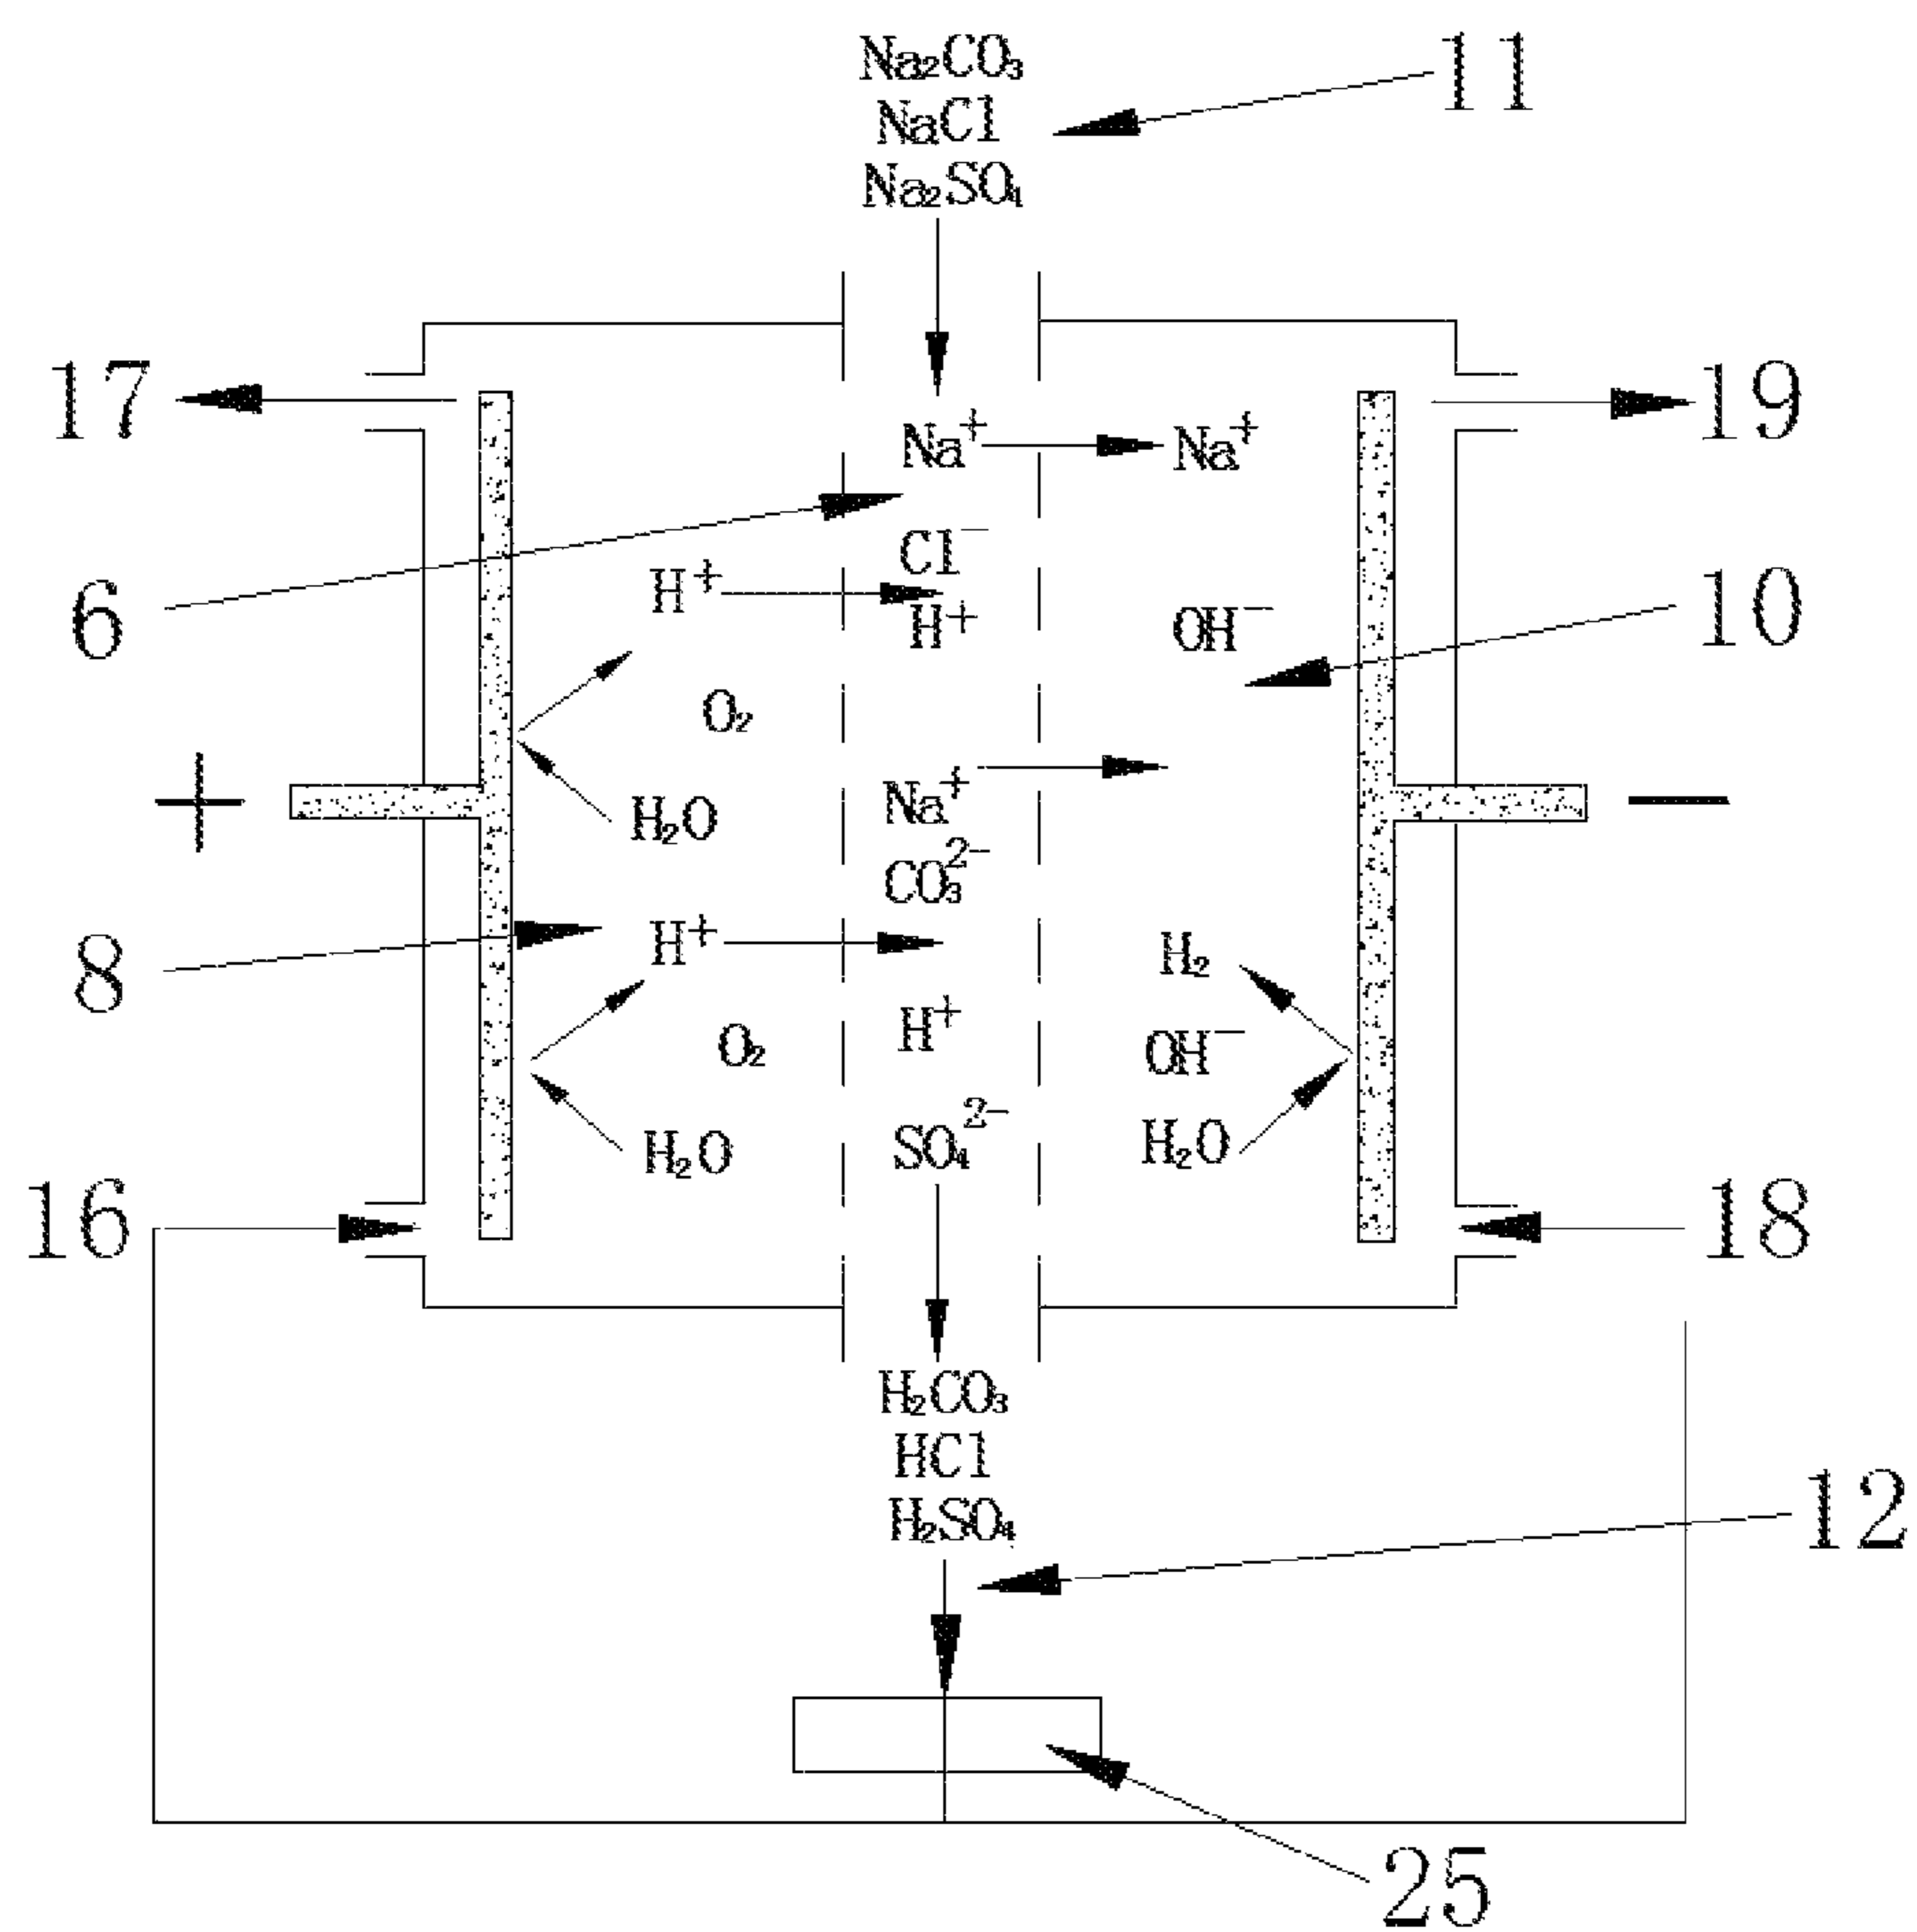 Na₂CO₃
11
NaCl
Na₂SO₄
17
19
Na⁺
Na⁺
Cl⁻
6
H⁺
H⁺
OH⁻
10
O₂
+
Na⁺
−
H₂O
CO₃²⁻
8
H⁺
H₂
H⁺
O₂
OH⁻
H₂O
SO₄²⁻
H₂O
16
18
H₂CO₃
HCl
H₂SO₄
12
25